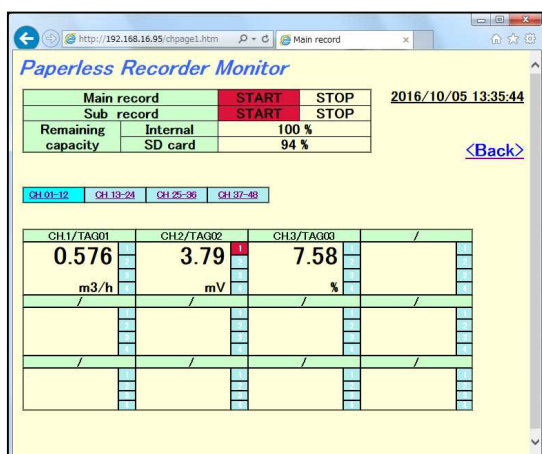 http://192.168.16.95/chpage1.htm
Main record
Paperless Recorder Monitor
Main record START STOP
Sub record START STOP
Remaining capacity Internal 100 %
SD card 94 %
2016/10/05 13:35:44
<Back>
CH.01-12 CH.13-24 CH.25-36 CH.37-48
CH.1/TAG01 CH.2/TAG02 CH.3/TAG03 /
0.576 3.79 1 7.58
m3/h mV %
/ / / /
/ / / /